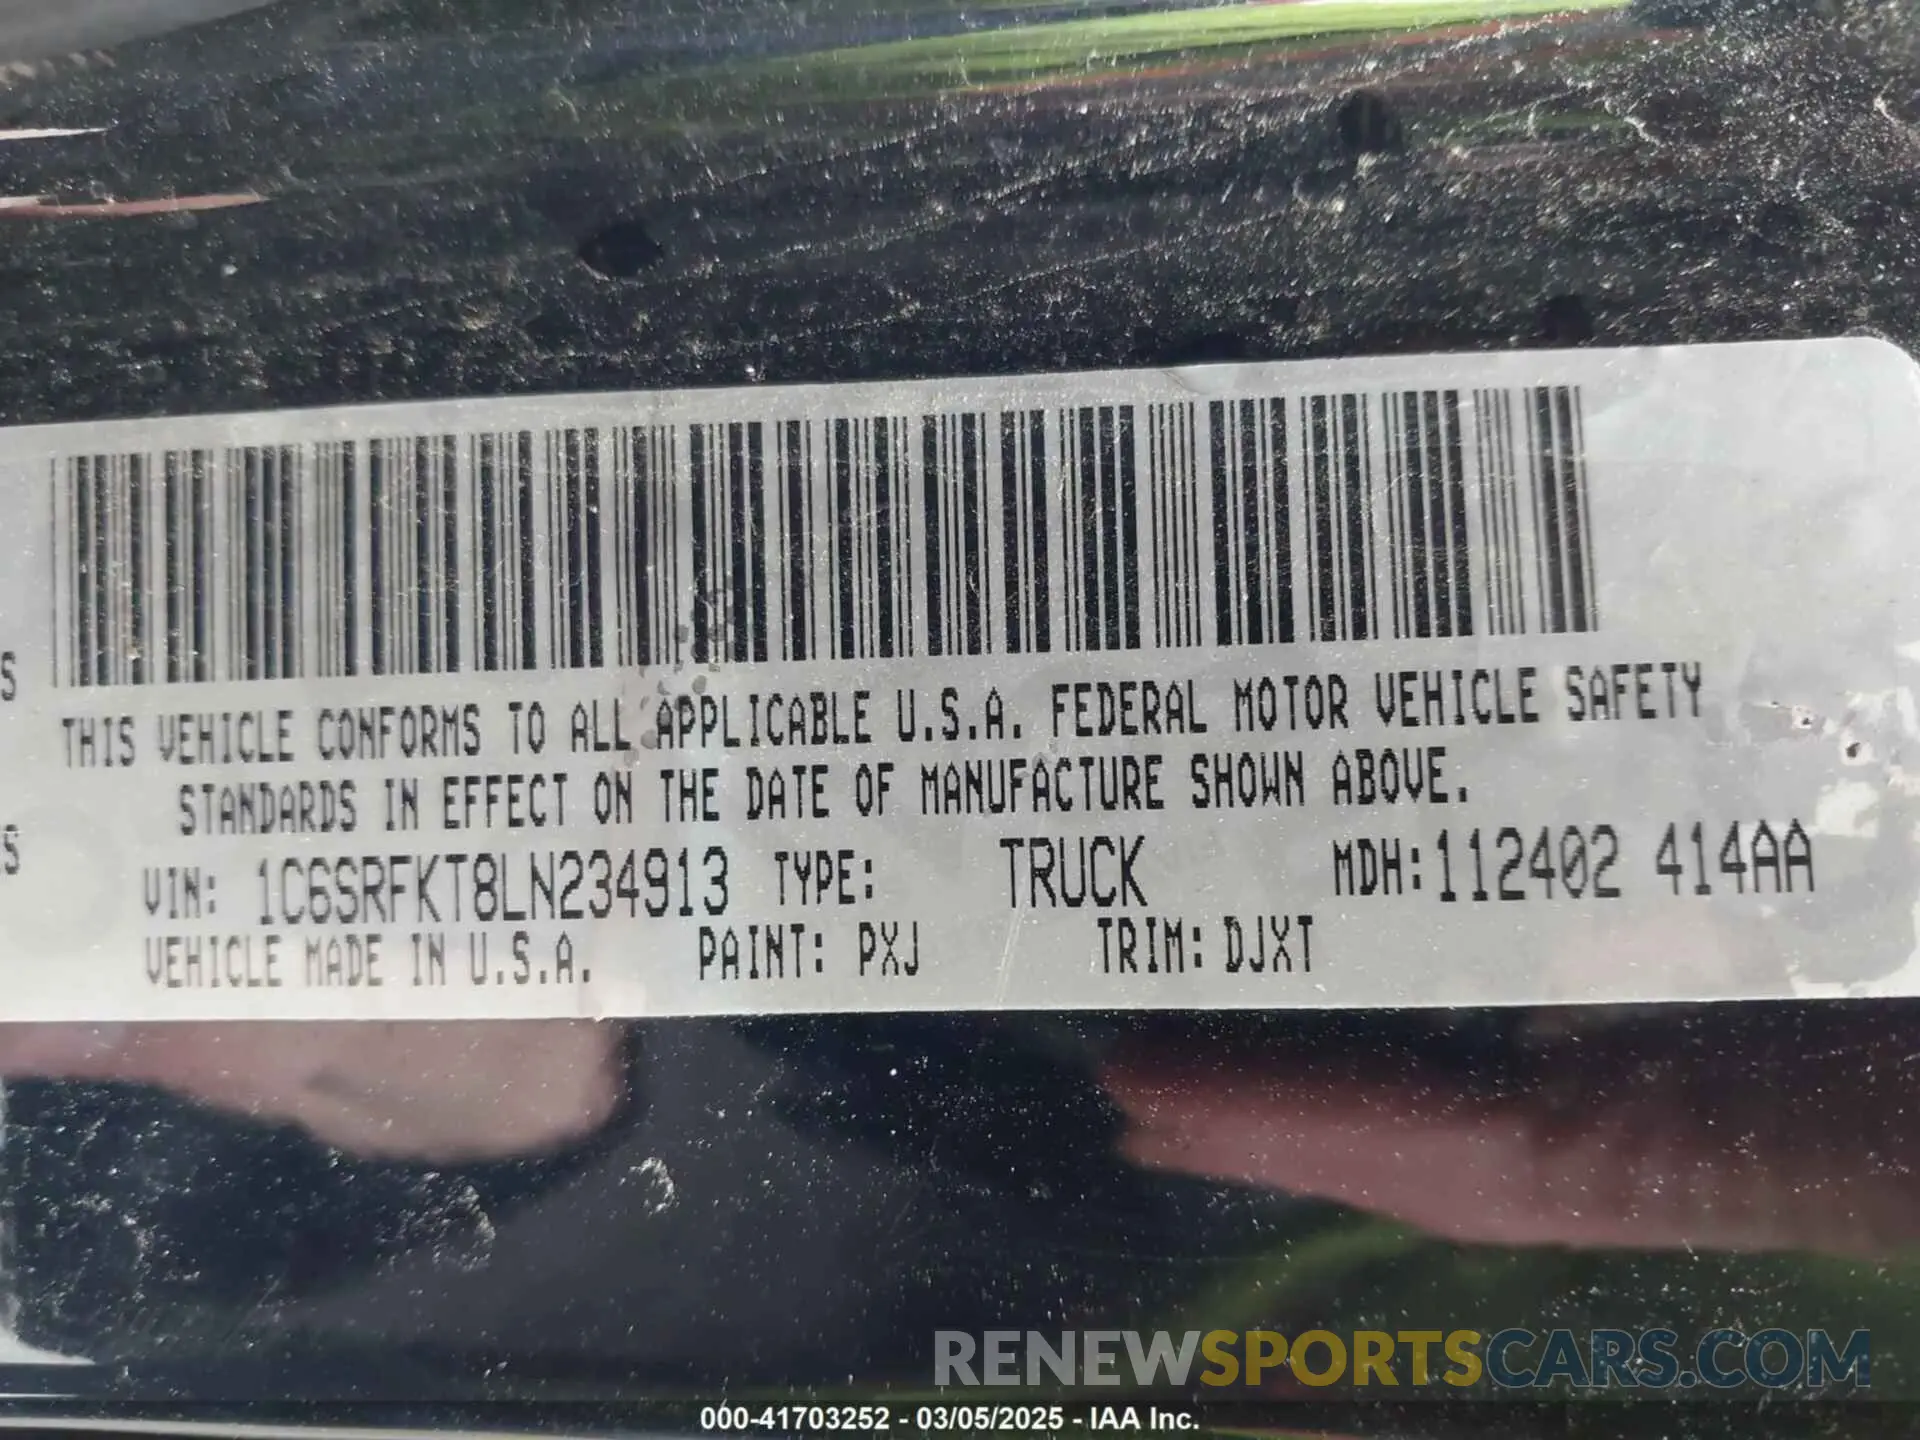 S
S
THIS VEHICLE CONFORMS TO ALL APPLICABLE U.S.A. FEDERAL MOTOR VEHICLE SAFETY
STANDARDS IN EFFECT ON THE DATE OF MANUFACTURE SHOWN ABOVE.
VIN: 1C6SRFKT8LN234913 TYPE: TRUCK MDH:112402 414AA
VEHICLE MADE IN U.S.A. PAINT: PXJ TRIM: DJXT
RENEWSPORTSCARS.COM
000-41703252 - 03/05/2025 - IAA Inc.